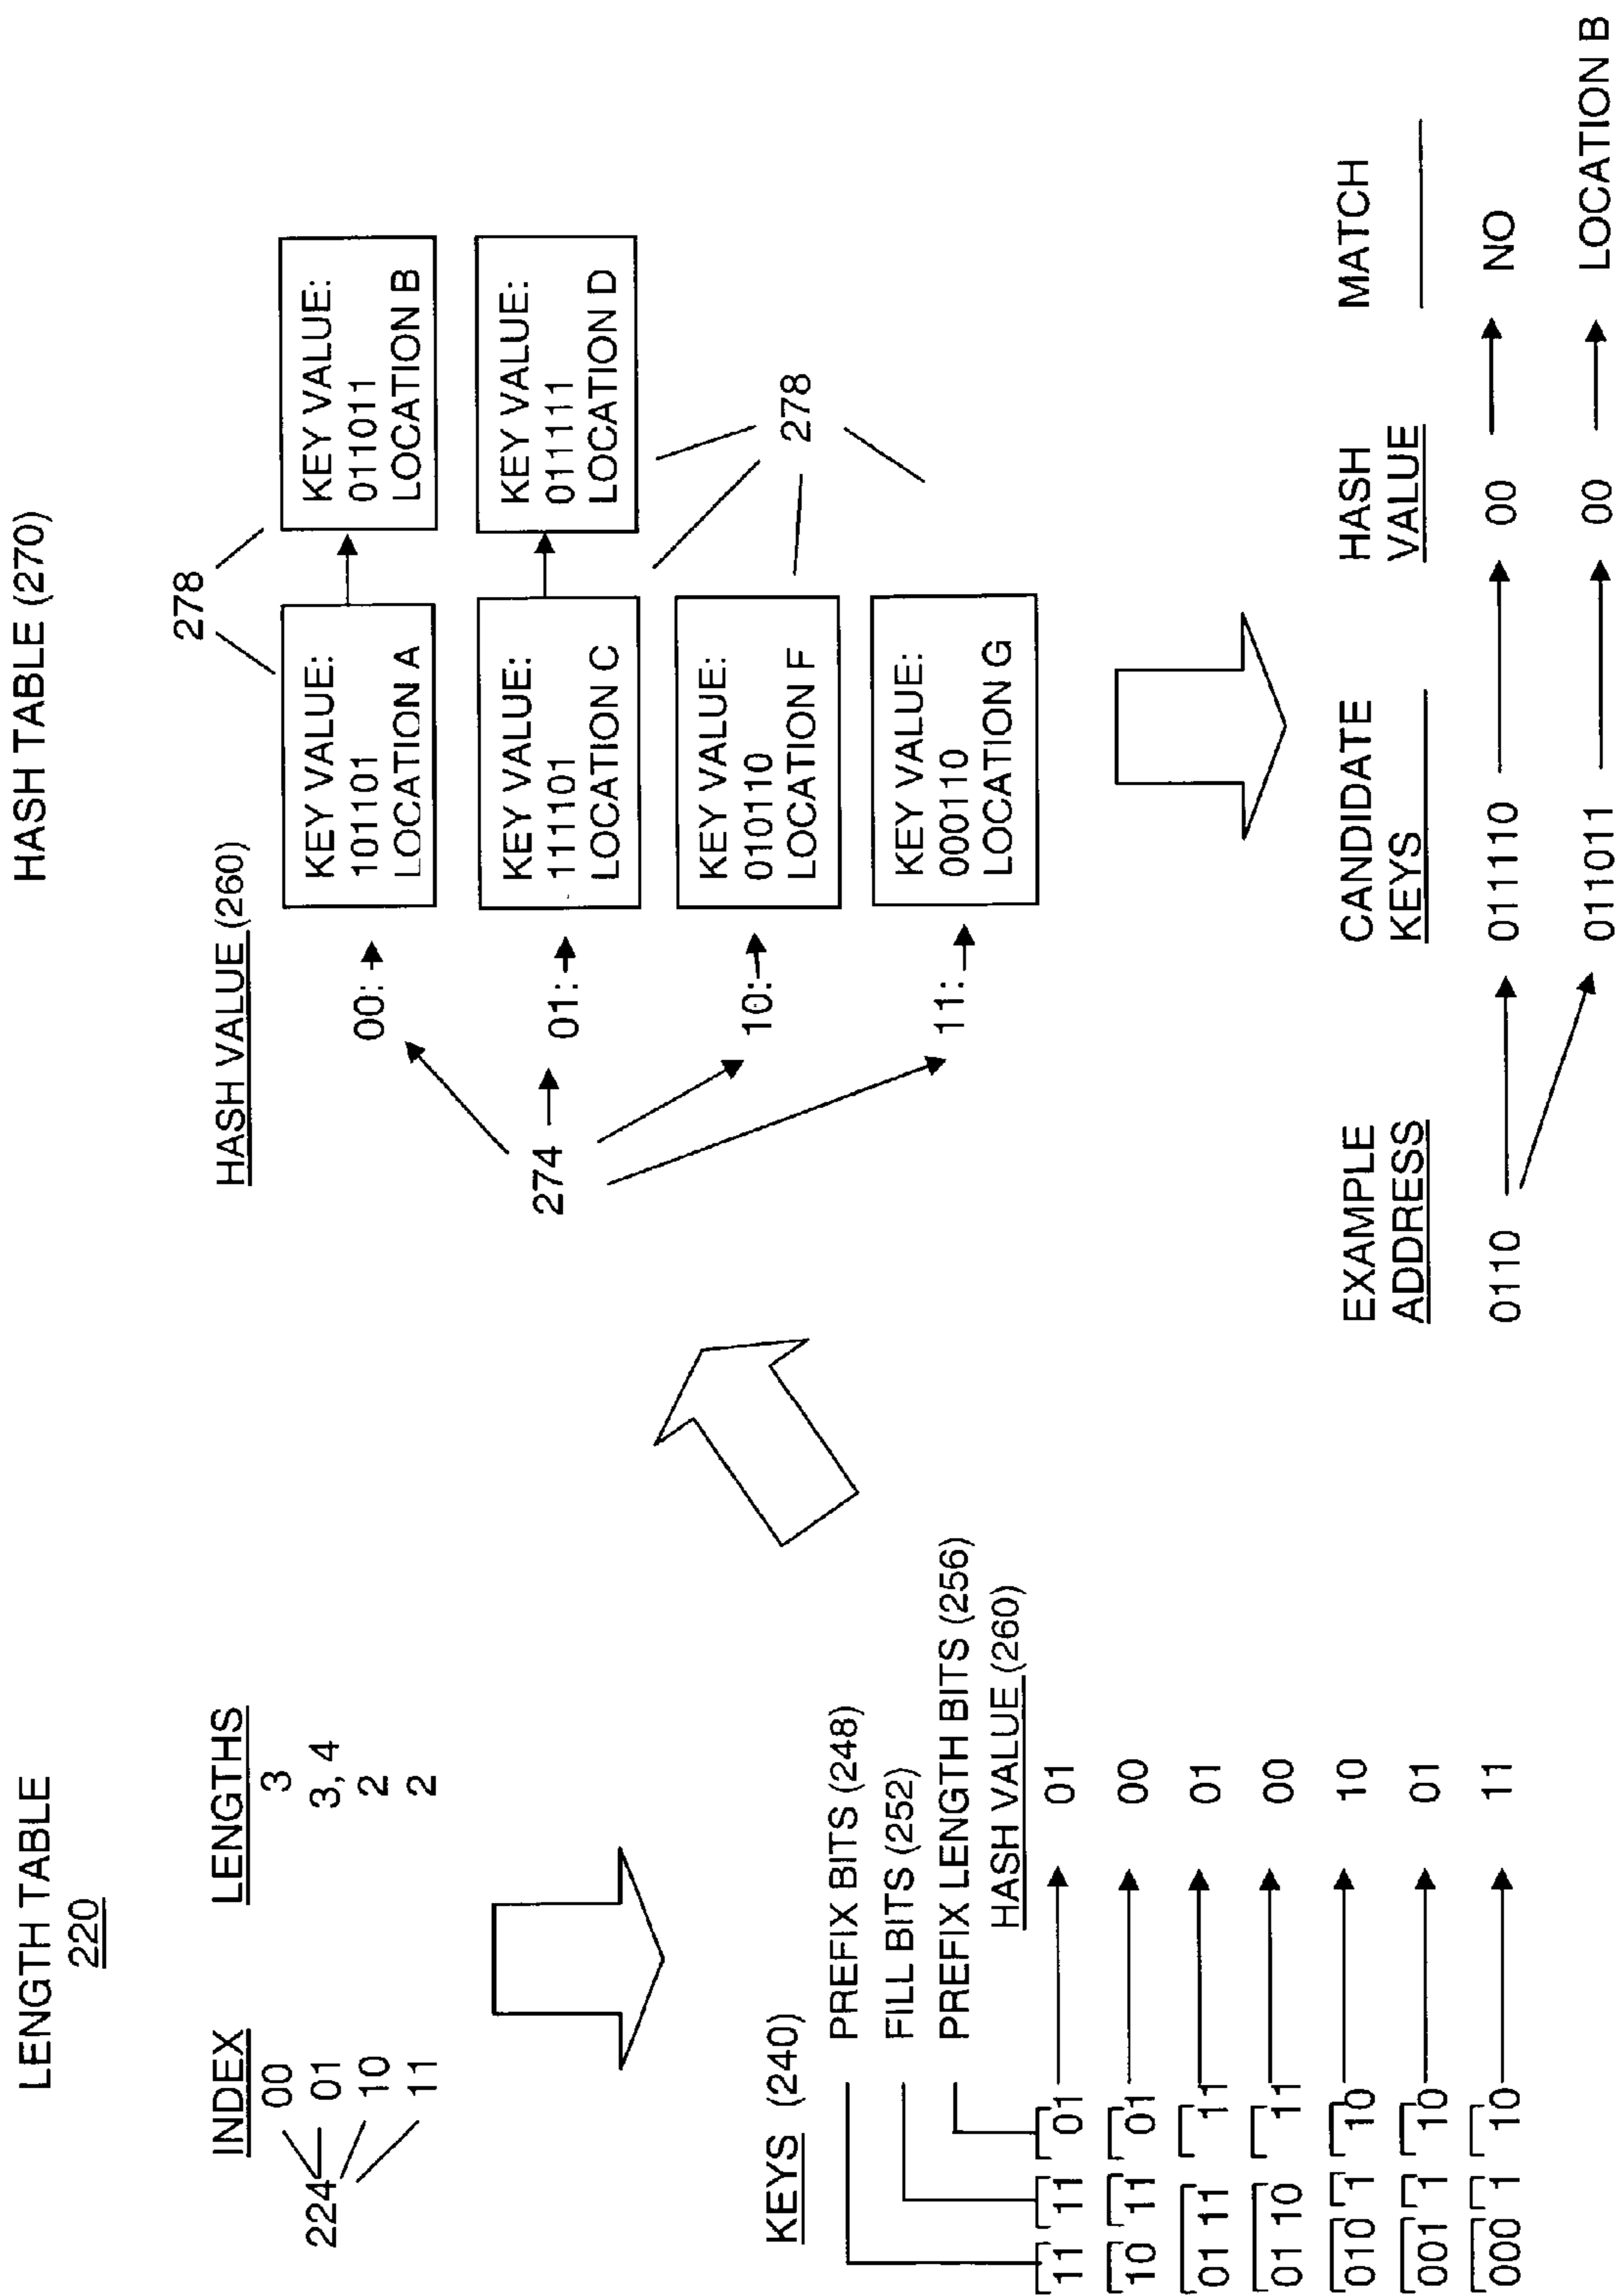 LENGTH TABLE
220
INDEX LENGTHS
00 3
01 3, 4
10 2
11 2
224
KEYS (240)
PREFIX BITS (248)
FILL BITS (252)
PREFIX LENGTH BITS (256)
HASH VALUE (260)
11 11 01 01
10 11 01 00
01 11 11 01
01 10 11 00
010 1 10 10
001 1 10 01
000 1 10 11
HASH TABLE (270)
HASH VALUE (260)
278
274
00:
KEY VALUE:
101101
LOCATION A
KEY VALUE:
011011
LOCATION B
01:
KEY VALUE:
111101
LOCATION C
KEY VALUE:
011111
LOCATION D
10:
KEY VALUE:
010110
LOCATION F
278
11:
KEY VALUE:
000110
LOCATION G
EXAMPLE
ADDRESS
CANDIDATE
KEYS
HASH
VALUE
MATCH
0110 011110 00 NO
011011 00 LOCATION B